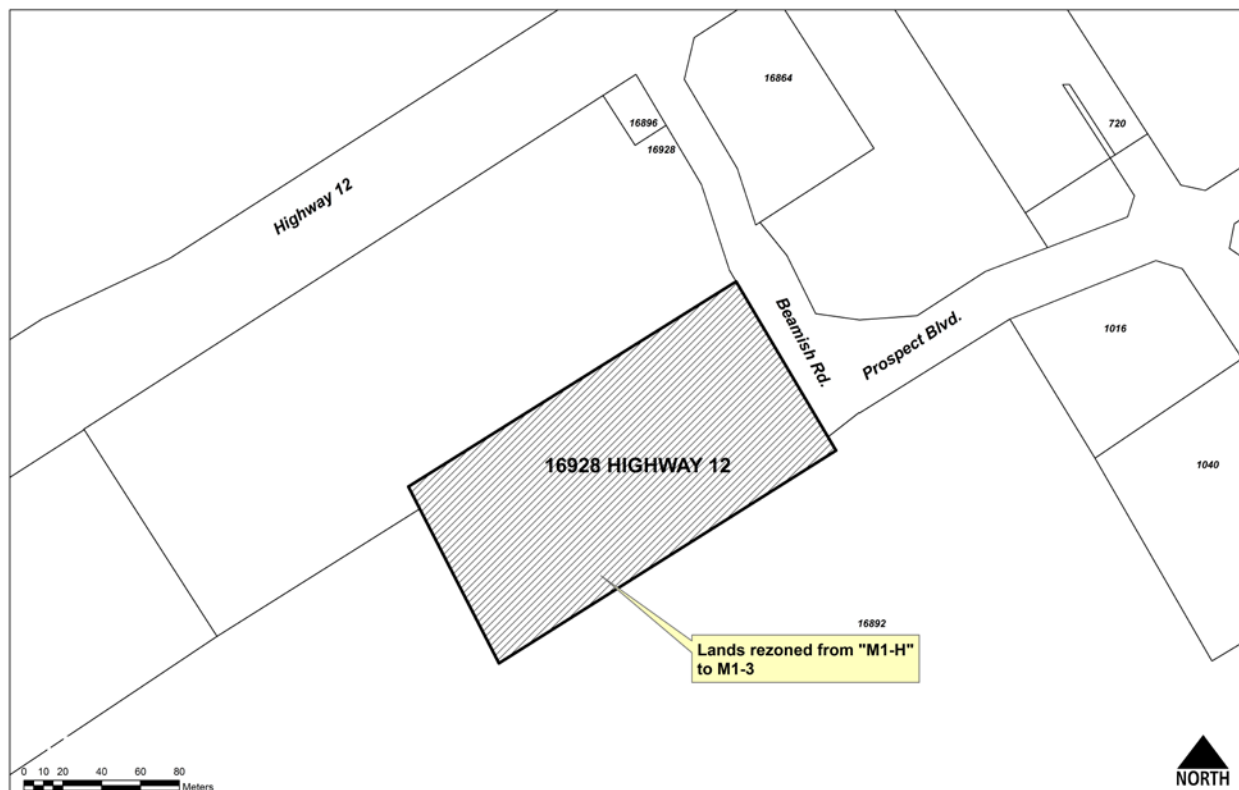 16864
16896
720
16928
Highway 12
Beamish Rd.
Prospect Blvd.
1016
16928 HIGHWAY 12
1040
16892
Lands rezoned from "M1-H"
to M1-3
0 10 20 40 60 80
Meters
NORTH